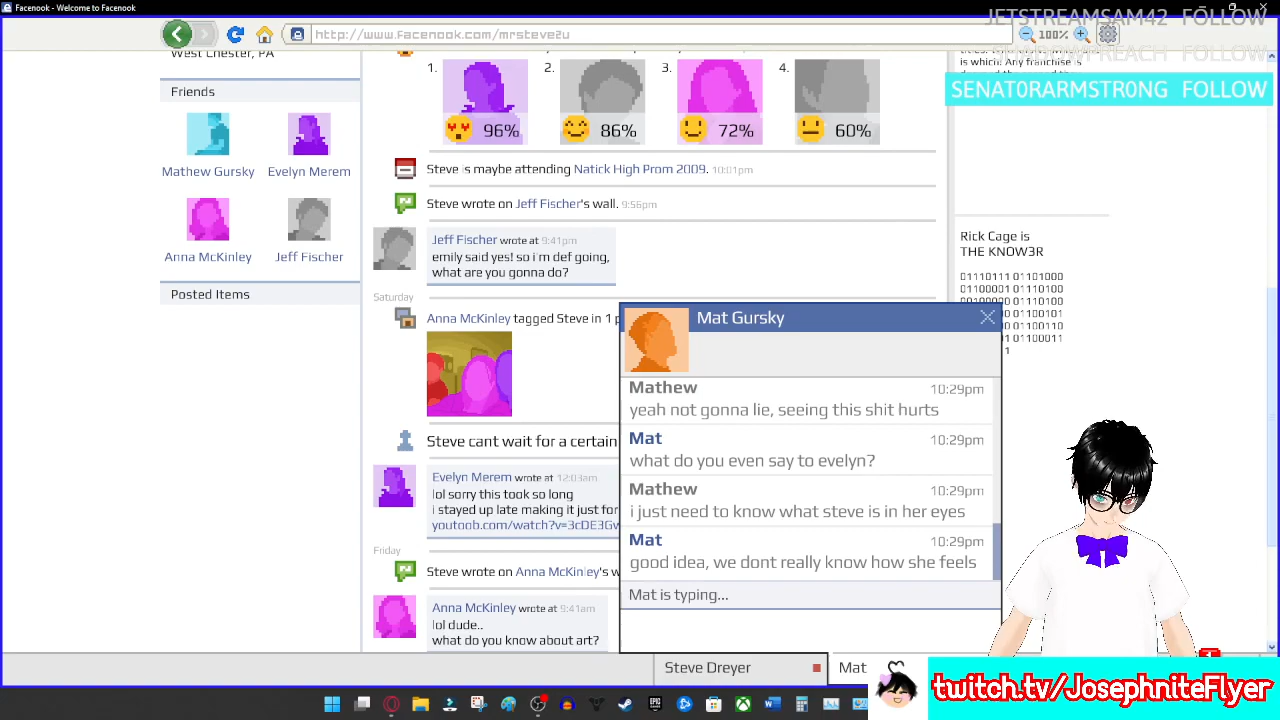 Facenook - Welcome to Facenook
http://www.facenook.com/mrsteve2u
100%
JETSTREAMSAM42 FOLLOW
SENAT0RARMSTR0NG FOLLOW
West Chester, PA
Friends
Mathew Gursky
Evelyn Merem
Anna McKinley
Jeff Fischer
Posted Items
1.
2.
3.
4.
96%
86%
72%
60%
Steve is maybe attending Natick High Prom 2009. 10:01pm
Steve wrote on Jeff Fischer's wall. 9:56pm
Jeff Fischer wrote at 9:41pm
emily said yes! so i'm def going,
what are you gonna do?
Saturday
Anna McKinley tagged Steve in 1 p
Steve cant wait for a certain
Evelyn Merem wrote at 12:03am
lol sorry this took so long
i stayed up late making it just for
youtoob.com/watch?v=3cDE3Gw
Friday
Steve wrote on Anna McKinley's w
Anna McKinley wrote at 9:41am
lol dude..
what do you know about art?
is which. Any franchise is
Rick Cage is
THE KNOW3R
01110111 01101000
01100001 01110100
00100000 01110100
Mat Gursky
Mathew 10:29pm
yeah not gonna lie, seeing this shit hurts
Mat 10:29pm
what do you even say to evelyn?
Mathew 10:29pm
i just need to know what steve is in her eyes
Mat 10:29pm
good idea, we dont really know how she feels
Mat is typing...
Steve Dreyer
Mat
twitch.tv/JosephniteFlyer